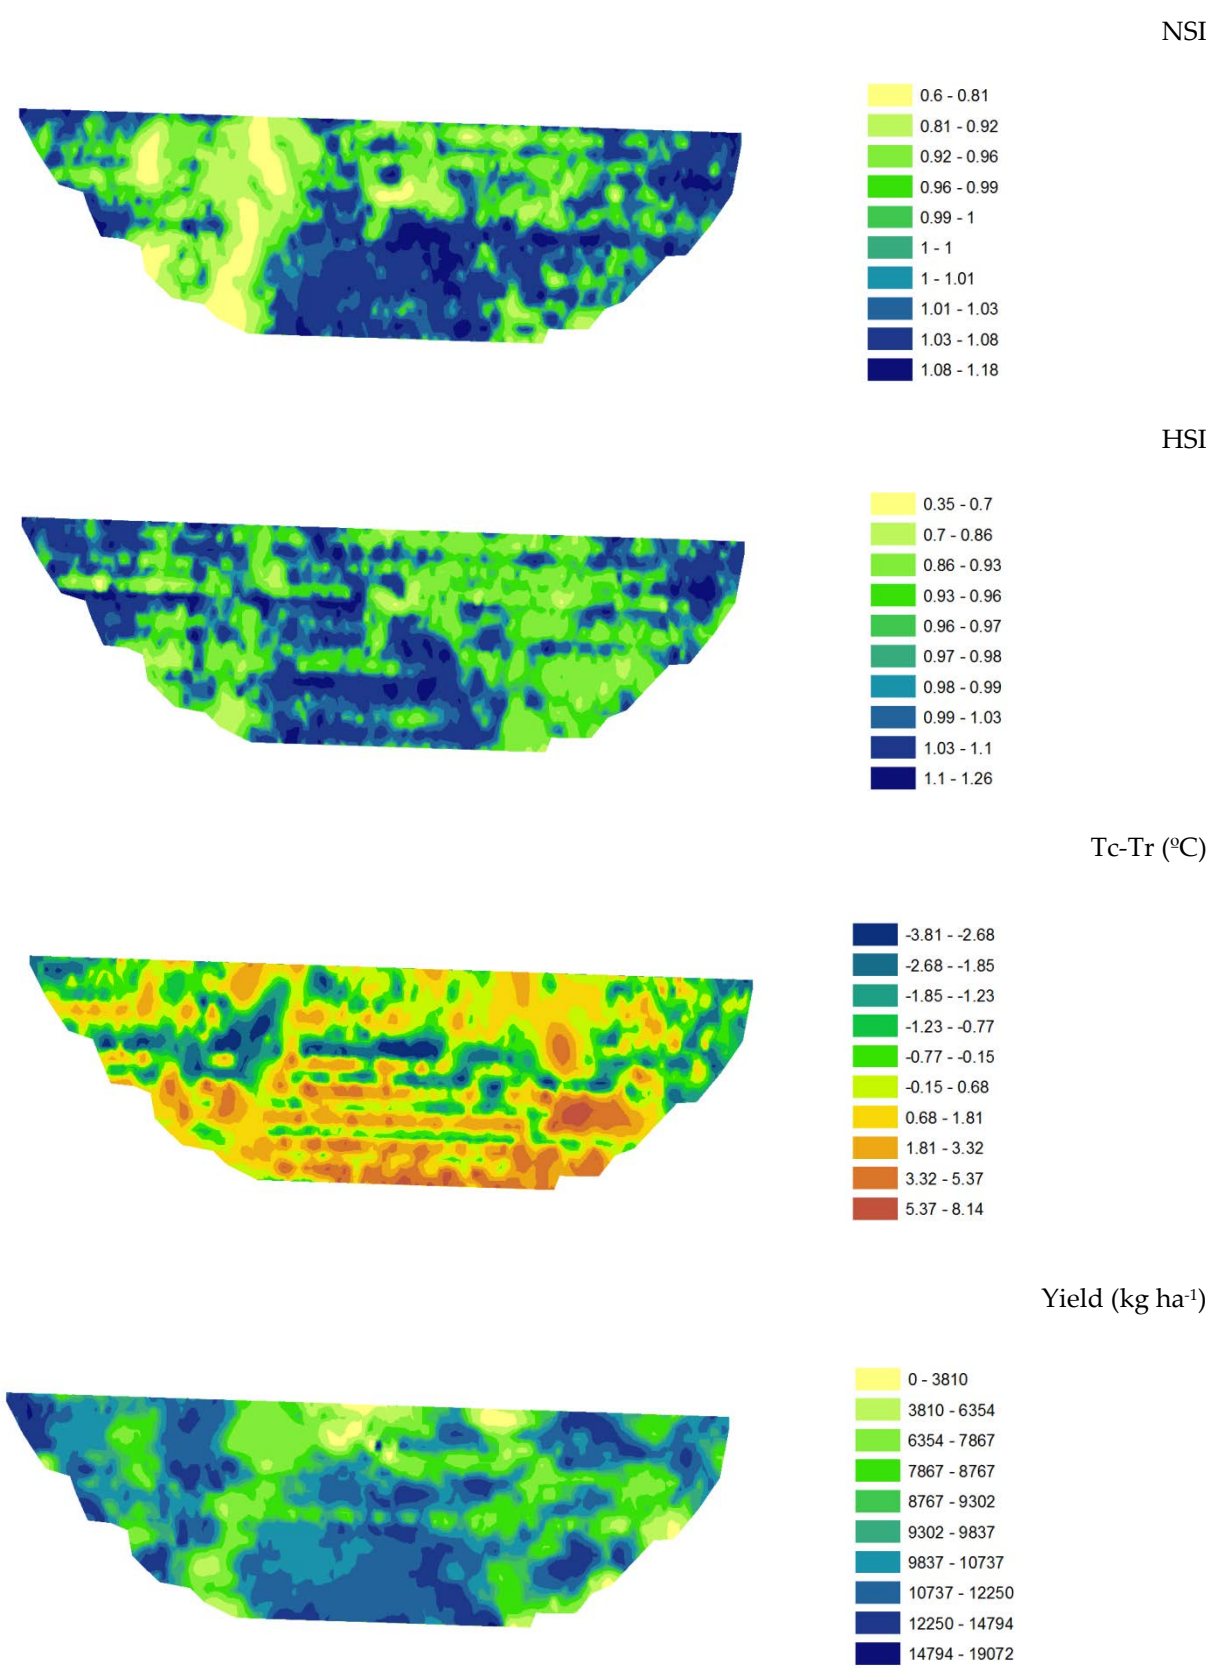 NSI
0.6 - 0.81
0.81 - 0.92
0.92 - 0.96
0.96 - 0.99
0.99 - 1
1 - 1
1 - 1.01
1.01 - 1.03
1.03 - 1.08
1.08 - 1.18
HSI
0.35 - 0.7
0.7 - 0.86
0.86 - 0.93
0.93 - 0.96
0.96 - 0.97
0.97 - 0.98
0.98 - 0.99
0.99 - 1.03
1.03 - 1.1
1.1 - 1.26
Tc-Tr (ºC)
-3.81 - -2.68
-2.68 - -1.85
-1.85 - -1.23
-1.23 - -0.77
-0.77 - -0.15
-0.15 - 0.68
0.68 - 1.81
1.81 - 3.32
3.32 - 5.37
5.37 - 8.14
Yield (kg ha⁻¹)
0 - 3810
3810 - 6354
6354 - 7867
7867 - 8767
8767 - 9302
9302 - 9837
9837 - 10737
10737 - 12250
12250 - 14794
14794 - 19072